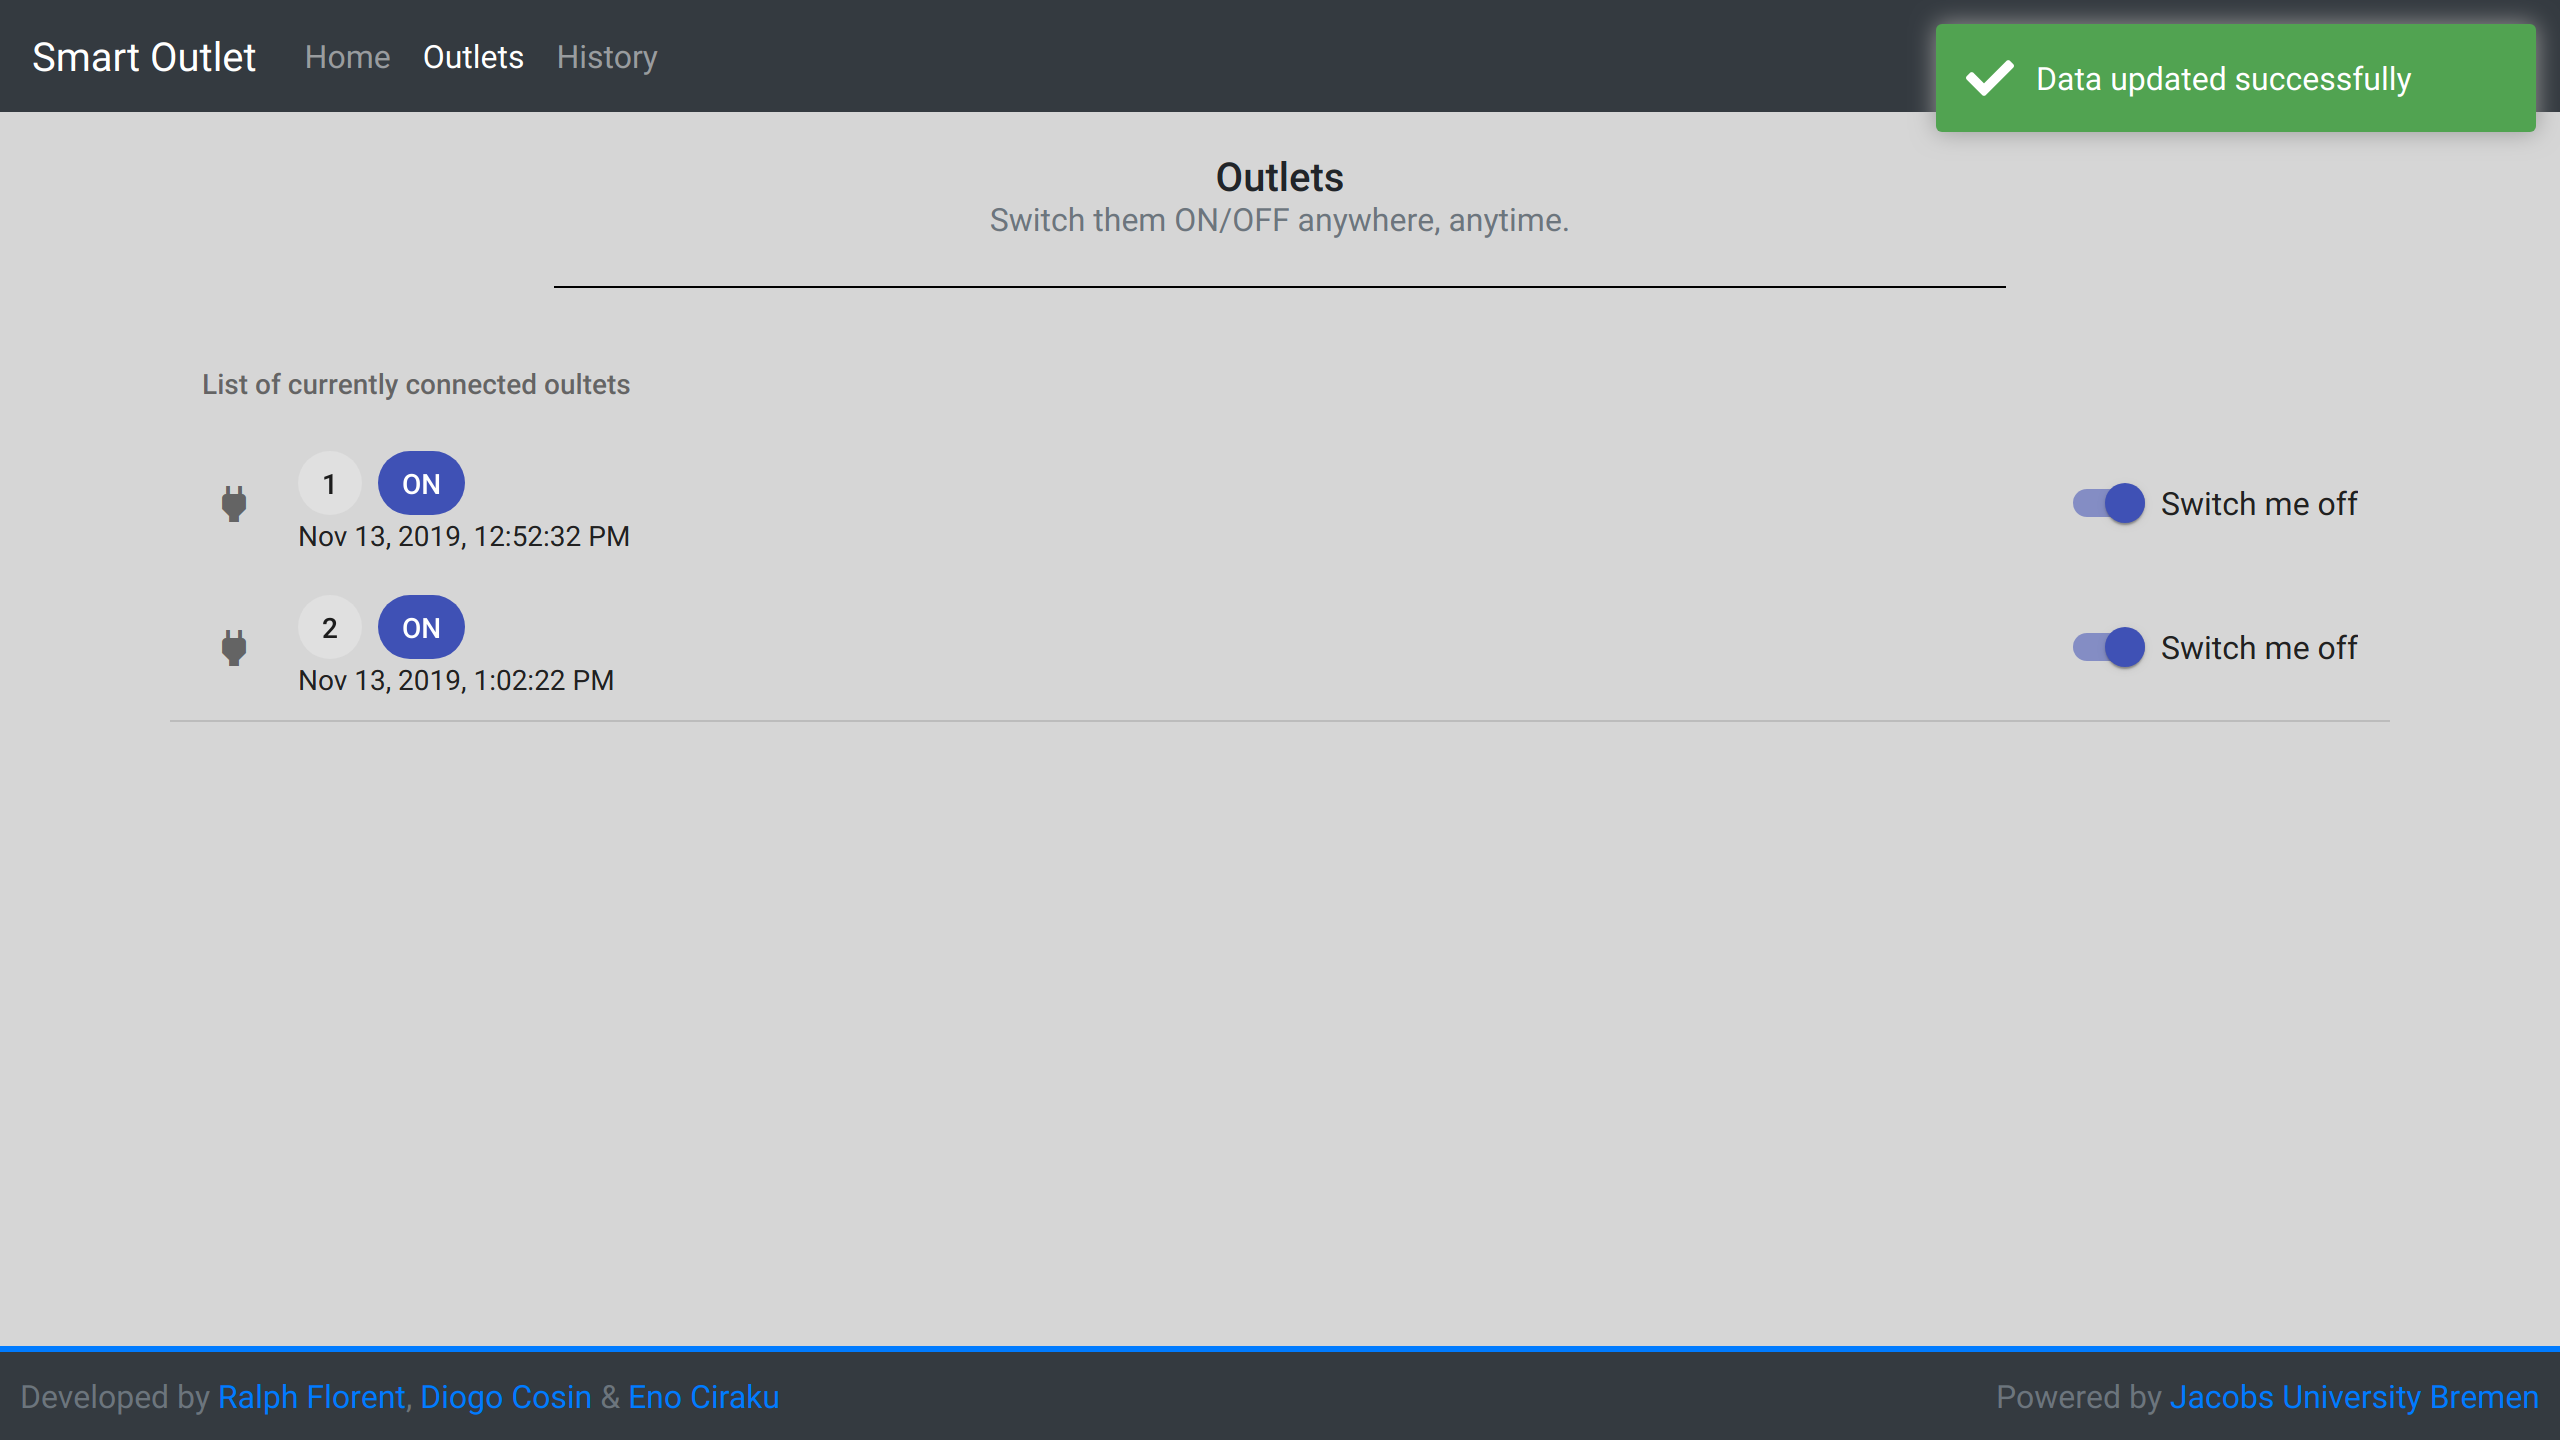 Smart Outlet Home Outlets History
Data updated successfully
Outlets
Switch them ON/OFF anywhere, anytime.
List of currently connected oultets
1 ON
Nov 13, 2019, 12:52:32 PM
Switch me off
2 ON
Nov 13, 2019, 1:02:22 PM
Switch me off
Developed by Ralph Florent, Diogo Cosin & Eno Ciraku
Powered by Jacobs University Bremen